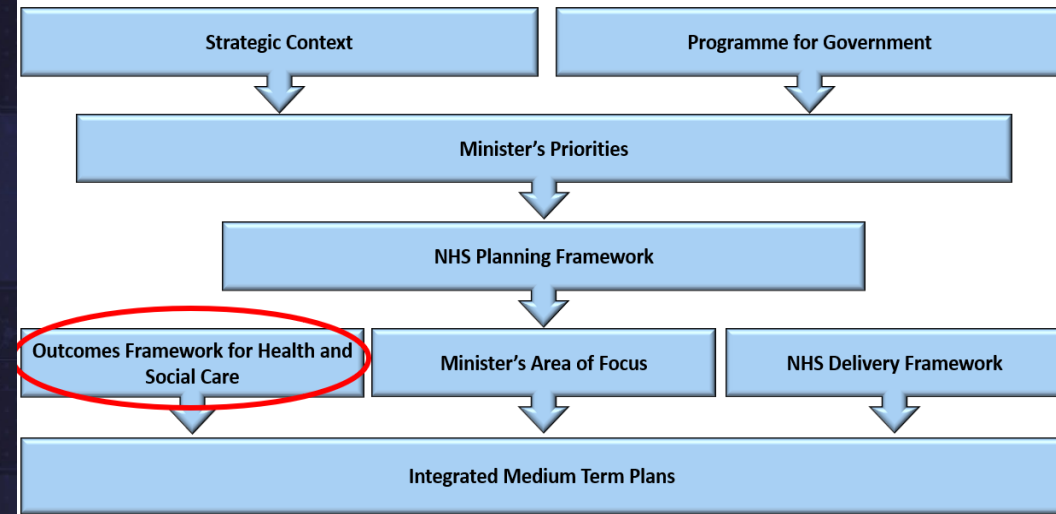 Strategic Context
Programme for Government
Minister's Priorities
NHS Planning Framework
Outcomes Framework for Health and
Social Care
Minister's Area of Focus
NHS Delivery Framework
Integrated Medium Term Plans